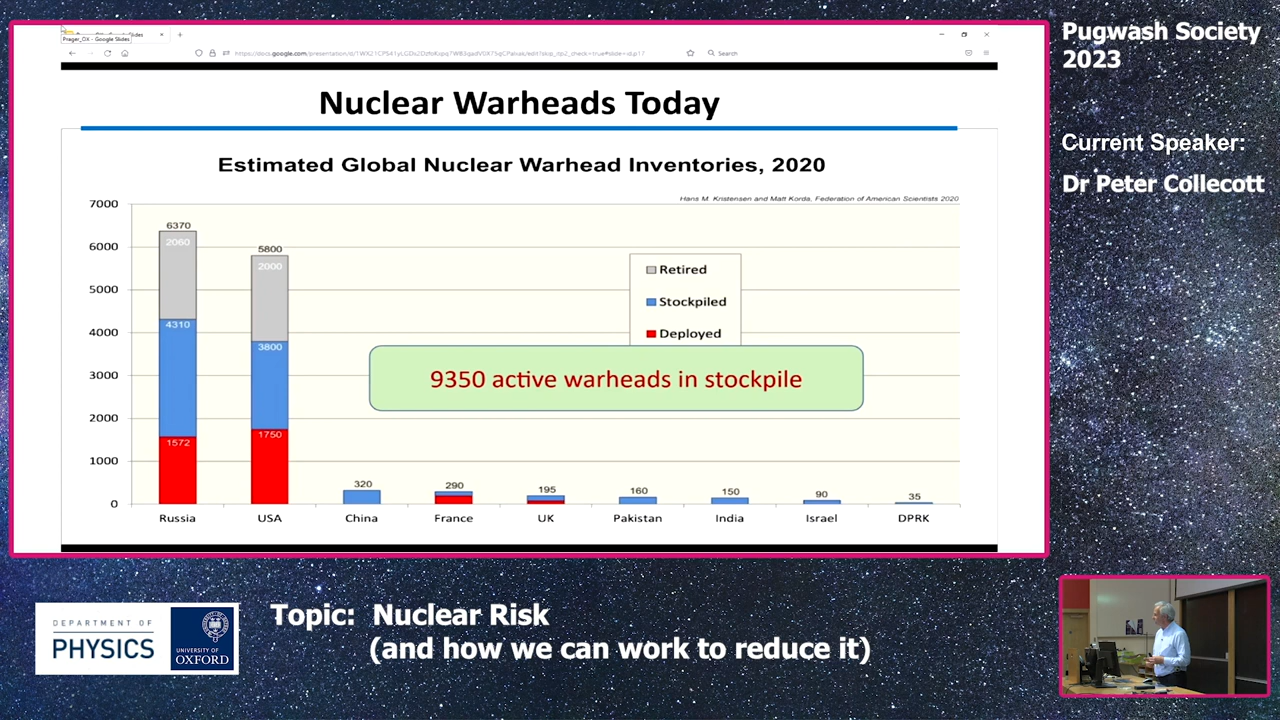 Prager_OX - Google Slides
Search
Nuclear Warheads Today
Estimated Global Nuclear Warhead Inventories, 2020
Hans M. Kristensen and Matt Korda, Federation of American Scientists 2020
7000
6000
5000
4000
3000
2000
1000
0
6370
2060
4310
1572
5800
2000
3800
1750
320
290
195
160
150
90
35
Retired
Stockpiled
Deployed
9350 active warheads in stockpile
Russia
USA
China
France
UK
Pakistan
India
Israel
DPRK
Pugwash Society
2023
Current Speaker:
Dr Peter Collecott
DEPARTMENT OF
PHYSICS
UNIVERSITY OF
OXFORD
Topic: Nuclear Risk
(and how we can work to reduce it)